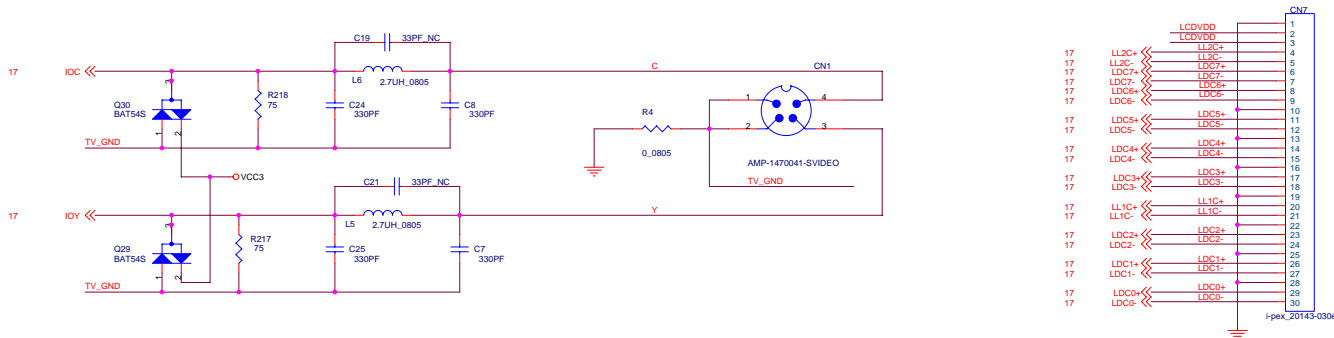 C19 33PF_NC
17 IOC
L6 2.7UH_0805
C CN1
Q30
BAT54S
3
1 2
R218
75
C24
330PF
C8
330PF
TV_GND
R4
0_0805
1 4
2 3
AMP-1470041-SVIDEO
TV_GND
VCC3
C21 33PF_NC
17 IOY
L5 2.7UH_0805
Y
Q29
BAT54S
3
1 2
R217
75
C25
330PF
C7
330PF
TV_GND
CN7
1
LCDVDD 2
LCDVDD 3
17 LL2C+ LL2C+ 4
17 LL2C- LL2C- 5
17 LDC7+ LDC7+ 6
17 LDC7- LDC7- 7
17 LDC6+ LDC6+ 8
17 LDC6- LDC6- 9
10
17 LDC5+ LDC5+ 11
17 LDC5- LDC5- 12
13
17 LDC4+ LDC4+ 14
17 LDC4- LDC4- 15
16
17 LDC3+ LDC3+ 17
17 LDC3- LDC3- 18
19
17 LL1C+ LL1C+ 20
17 LL1C- LL1C- 21
22
17 LDC2+ LDC2+ 23
17 LDC2- LDC2- 24
25
17 LDC1+ LDC1+ 26
17 LDC1- LDC1- 27
28
17 LDC0+ LDC0+ 29
17 LDC0- LDC0- 30
i-pex_20143-030e